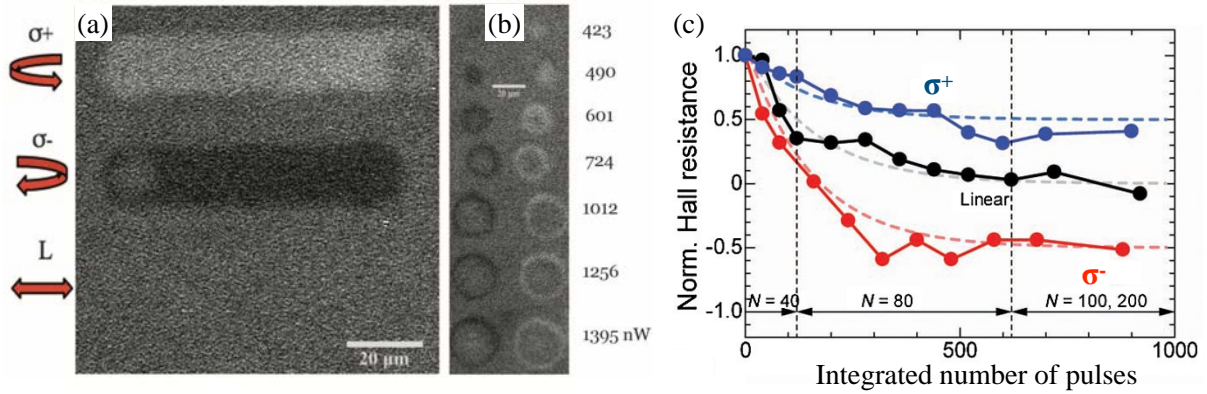 (a)
σ+
σ-
L
20 μm
(b)
423
490
20 μm
601
724
1012
1256
1395 nW
(c)
Norm. Hall resistance
1.0
0.5
0
-0.5
-1.0
σ+
Linear
σ-
N = 40
N = 80
N = 100, 200
0
500
1000
Integrated number of pulses